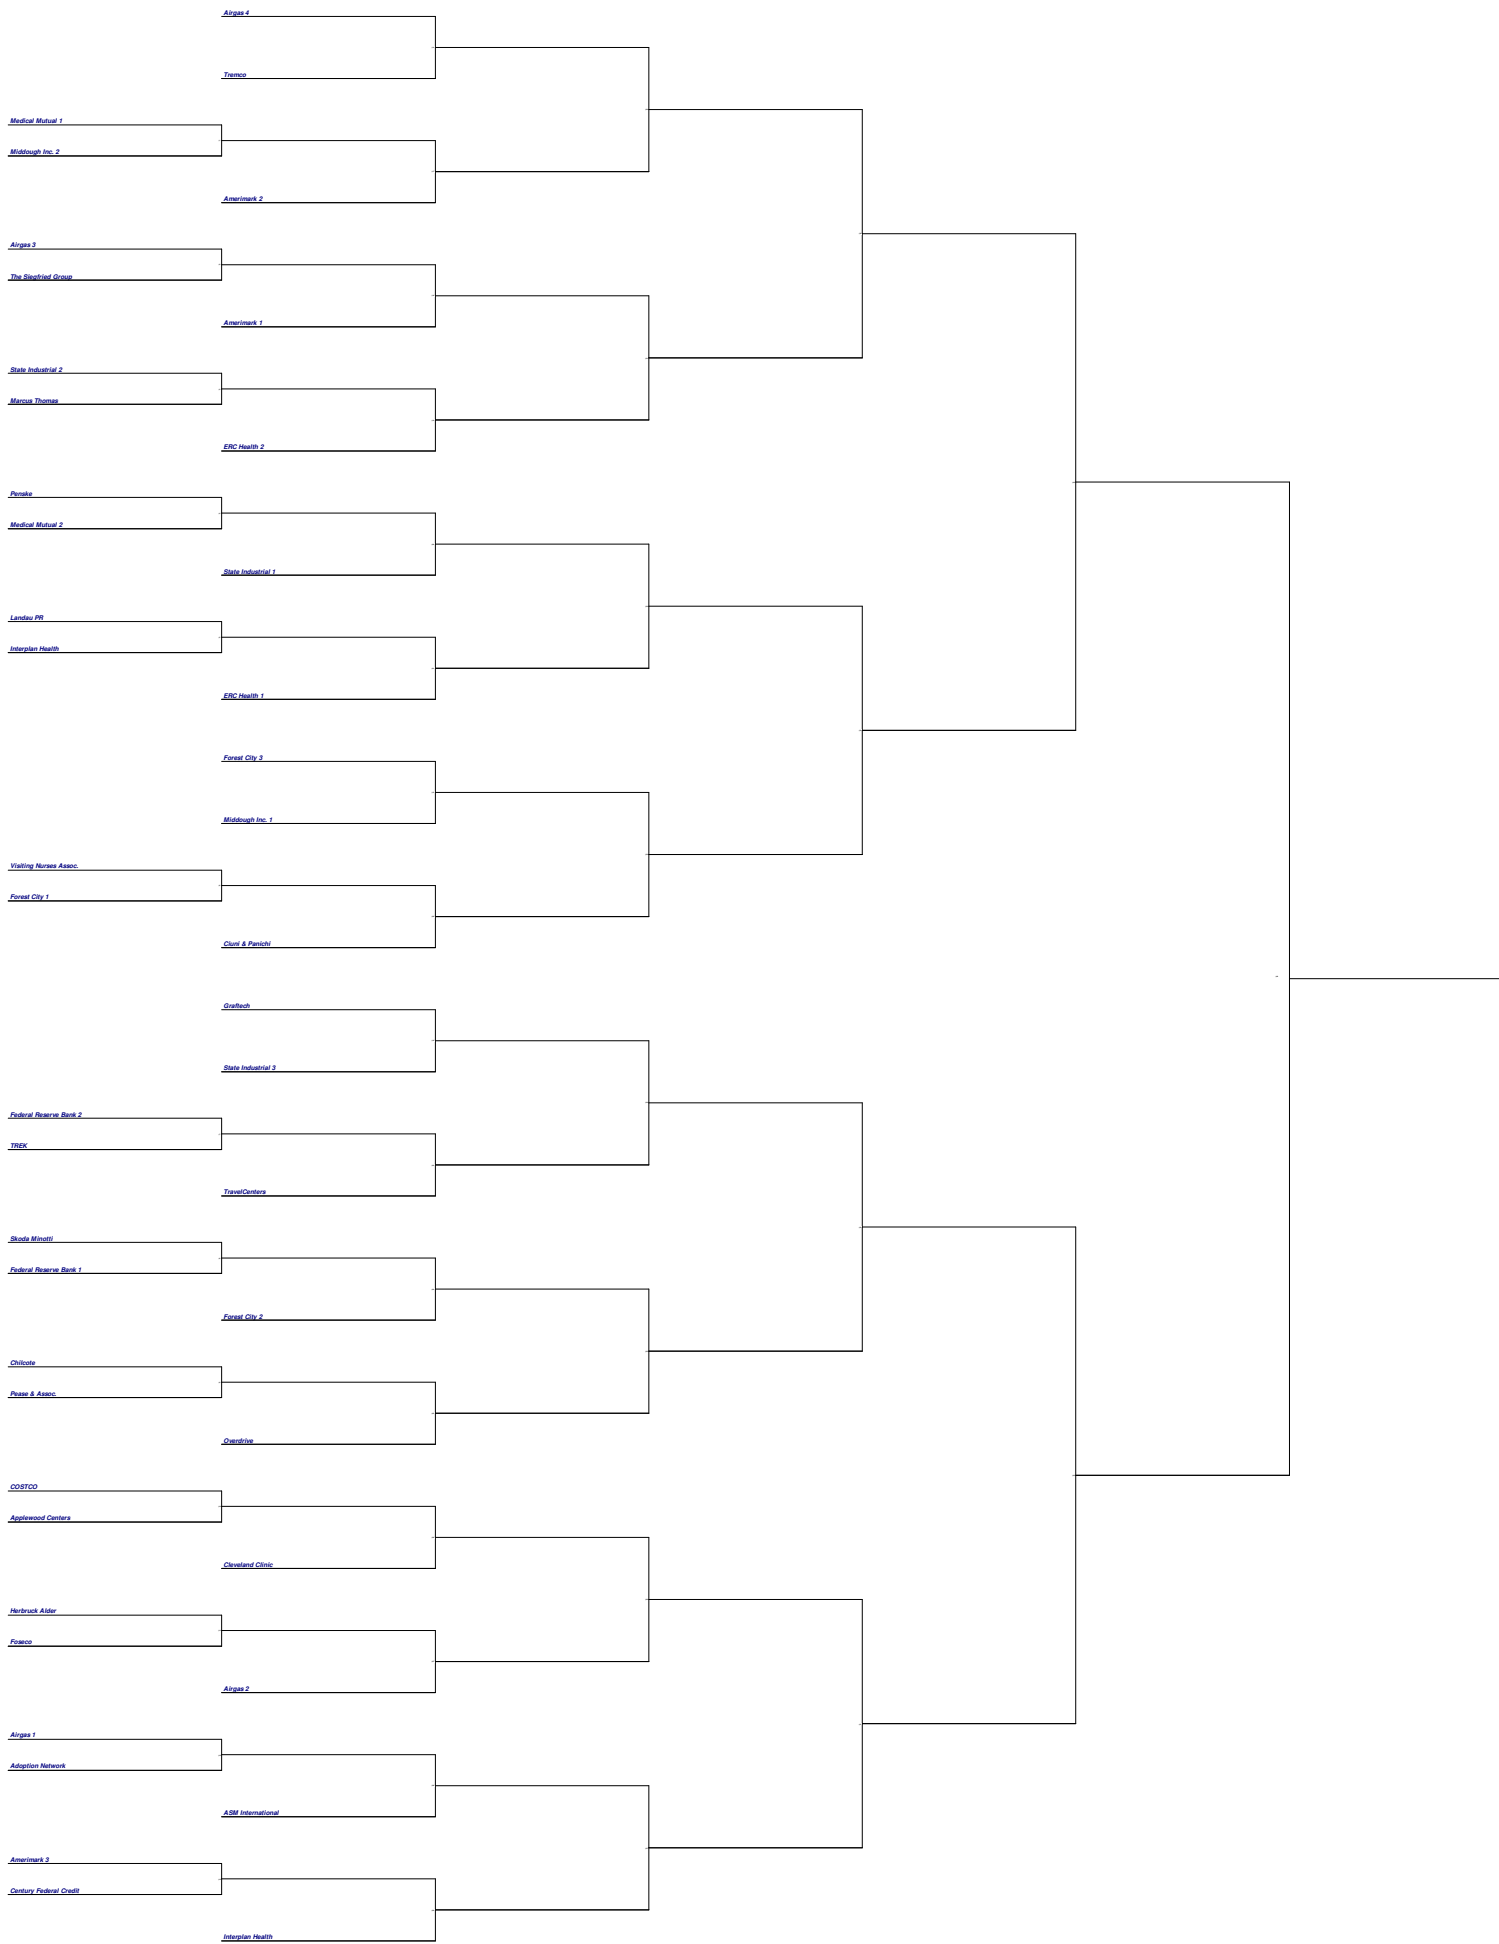 Airgas 4
Tremco
Medical Mutual 1
Middough Inc. 2
Amerimark 2
Airgas 3
The Siegfried Group
Amerimark 1
State Industrial 2
Marcus Thomas
ERC Health 2
Penske
Medical Mutual 2
State Industrial 1
Landau PR
Interplan Health
ERC Health 1
Forest City 3
Middough Inc. 1
Visiting Nurses Assoc.
Forest City 1
Ciuni & Panichi
Graftech
State Industrial 3
Federal Reserve Bank 2
TREK
TravelCenters
Skoda Minotti
Federal Reserve Bank 1
Forest City 2
Chilcote
Pease & Assoc.
Overdrive
COSTCO
Applewood Centers
Cleveland Clinic
Herbruck Alder
Foseco
Airgas 2
Airgas 1
Adoption Network
ASM International
Amerimark 3
Century Federal Credit
Interplan Health